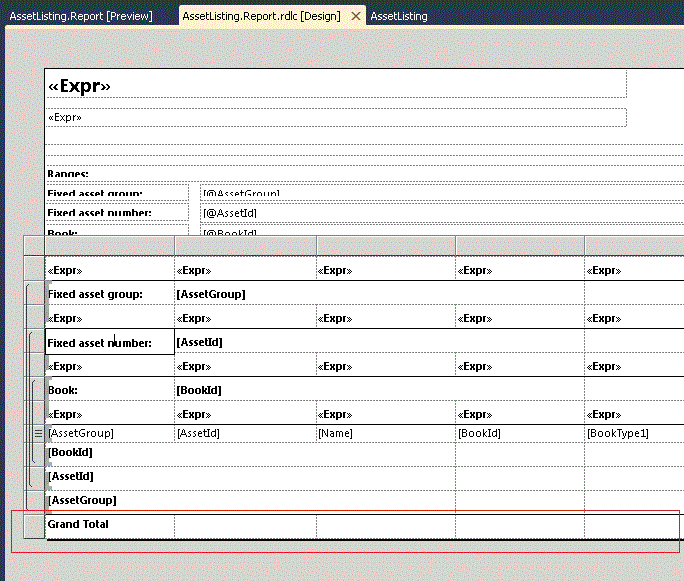 AssetListing.Report [Preview] AssetListing.Report.rdlc [Design] AssetListing
«Expr»
«Expr»
Ranges:
Fixed asset group: [@AssetGroup]
Fixed asset number: [@AssetId]
Book: [@BookId]
«Expr» «Expr» «Expr» «Expr» «Expr»
Fixed asset group: [AssetGroup]
«Expr» «Expr» «Expr» «Expr» «Expr»
Fixed asset number: [AssetId]
«Expr» «Expr» «Expr» «Expr» «Expr»
Book: [BookId]
«Expr» «Expr» «Expr» «Expr» «Expr»
[AssetGroup] [AssetId] [Name] [BookId] [BookType1]
[BookId]
[AssetId]
[AssetGroup]
Grand Total